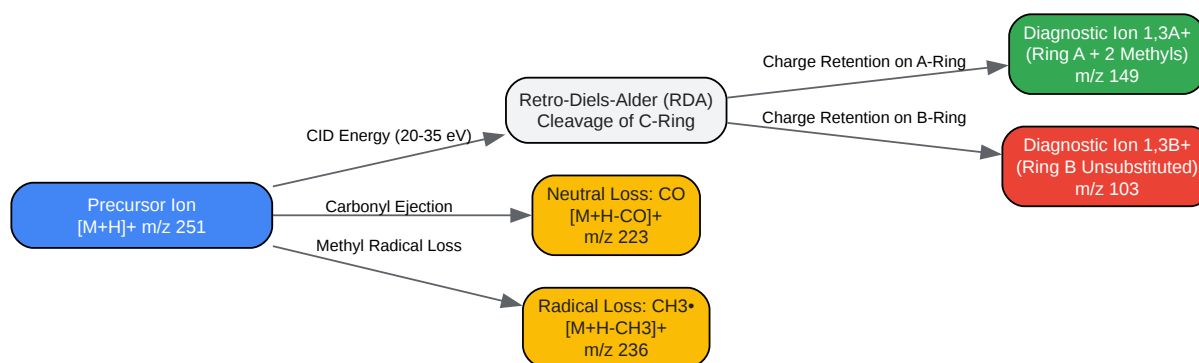 Precursor Ion
[M+H]+ m/z 251
CID Energy (20-35 eV)
Carbonyl Ejection
Methyl Radical Loss
Retro-Diels-Alder (RDA)
Cleavage of C-Ring
Neutral Loss: CO
[M+H-CO]+
m/z 223
Radical Loss: CH3•
[M+H-CH3]+
m/z 236
Charge Retention on A-Ring
Charge Retention on B-Ring
Diagnostic Ion 1,3A+
(Ring A + 2 Methyls)
m/z 149
Diagnostic Ion 1,3B+
(Ring B Unsubstituted)
m/z 103